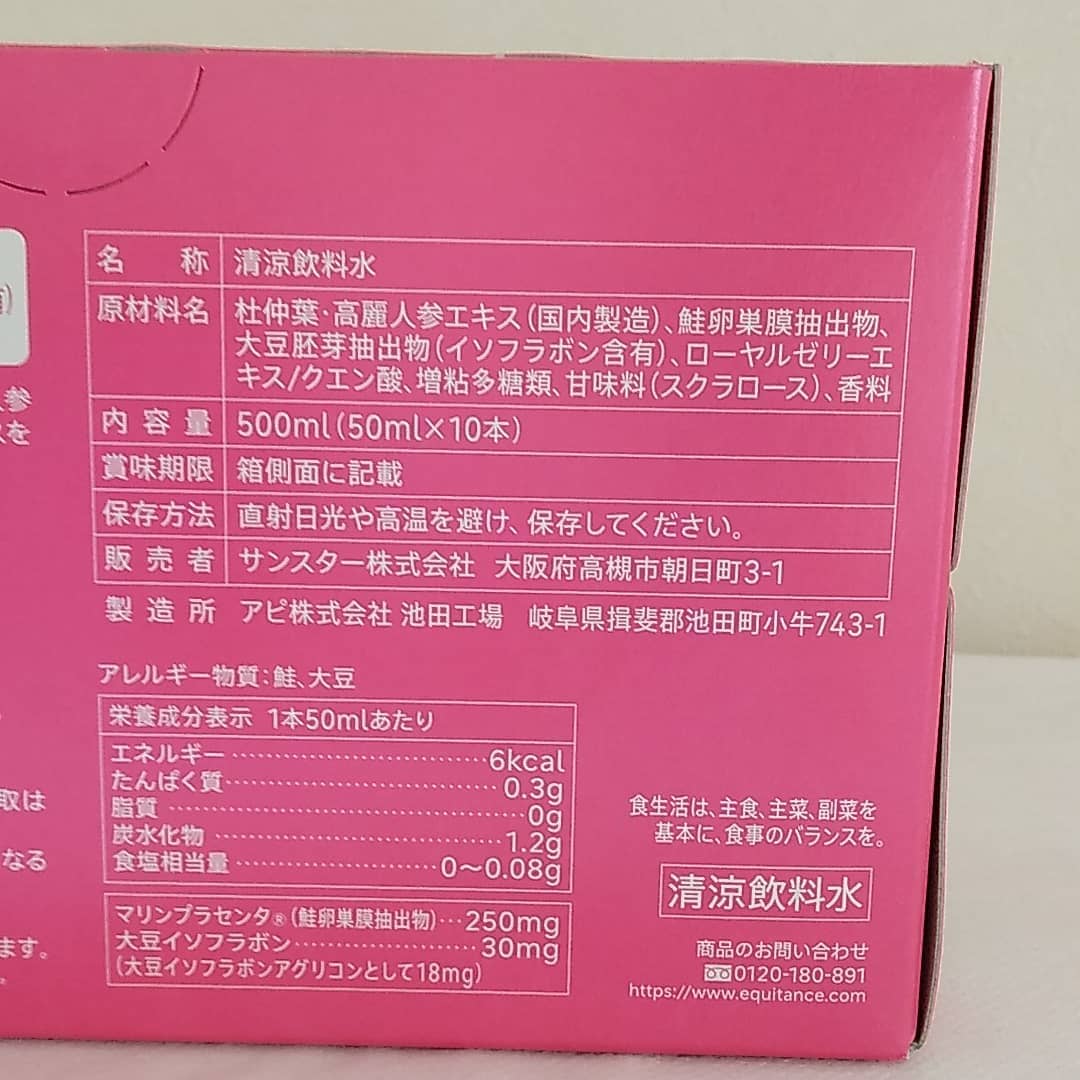 名称 清涼飲料水
原材料名 杜仲葉・高麗人参エキス（国内製造）、鮭卵巣膜抽出物、
大豆胚芽抽出物（イソフラボン含有）、ローヤルゼリーエ
キス/クエン酸、増粘多糖類、甘味料（スクラロース）、香料
内容量 500ml（50ml×10本）
賞味期限 箱側面に記載
保存方法 直射日光や高温を避け、保存してください。
販売者 サンスター株式会社 大阪府高槻市朝日町3-1
製造所 アピ株式会社 池田工場 岐阜県揖斐郡池田町小牛743-1
アレルギー物質：鮭、大豆
栄養成分表示 1本50mlあたり
エネルギー……………………6kcal
たんぱく質……………………0.3g
脂質……………………0g
炭水化物……………………1.2g
食塩相当量……………………0〜0.08g
マリンプラセンタ®（鮭卵巣膜抽出物）…250mg
大豆イソフラボン……………………30mg
（大豆イソフラボンアグリコンとして18mg）
人参
えを
取は
なる
ます。
食生活は、主食、主菜、副菜を
基本に、食事のバランスを。
清涼飲料水
商品のお問い合わせ
0120-180-891
https://www.equitance.com